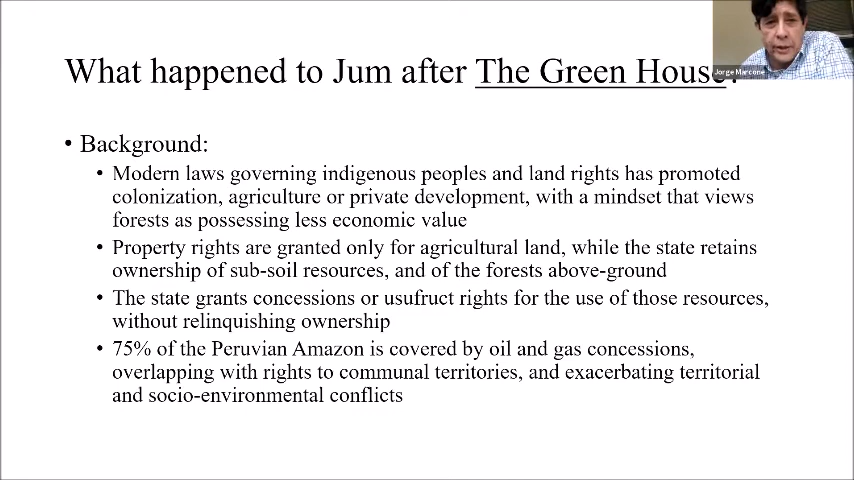 What happened to Jum after The Green House?
Jorge Marcone
• Background:
• Modern laws governing indigenous peoples and land rights has promoted
colonization, agriculture or private development, with a mindset that views
forests as possessing less economic value
• Property rights are granted only for agricultural land, while the state retains
ownership of sub-soil resources, and of the forests above-ground
• The state grants concessions or usufruct rights for the use of those resources,
without relinquishing ownership
• 75% of the Peruvian Amazon is covered by oil and gas concessions,
overlapping with rights to communal territories, and exacerbating territorial
and socio-environmental conflicts